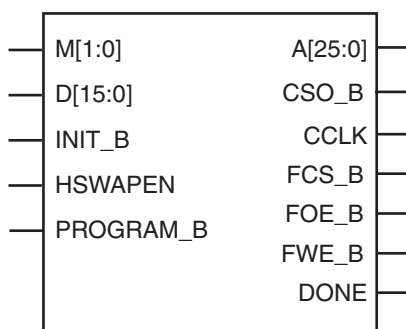 M[1:0]
D[15:0]
INIT_B
HSWAPEN
PROGRAM_B
A[25:0]
CSO_B
CCLK
FCS_B
FOE_B
FWE_B
DONE